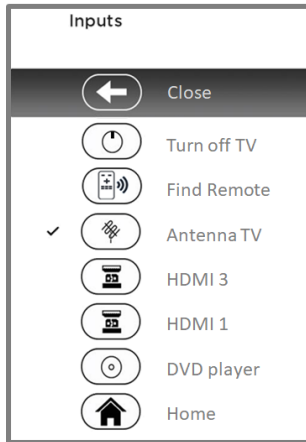 Inputs
Close
Turn off TV
Find Remote
Antenna TV
HDMI 3
HDMI 1
DVD player
Home